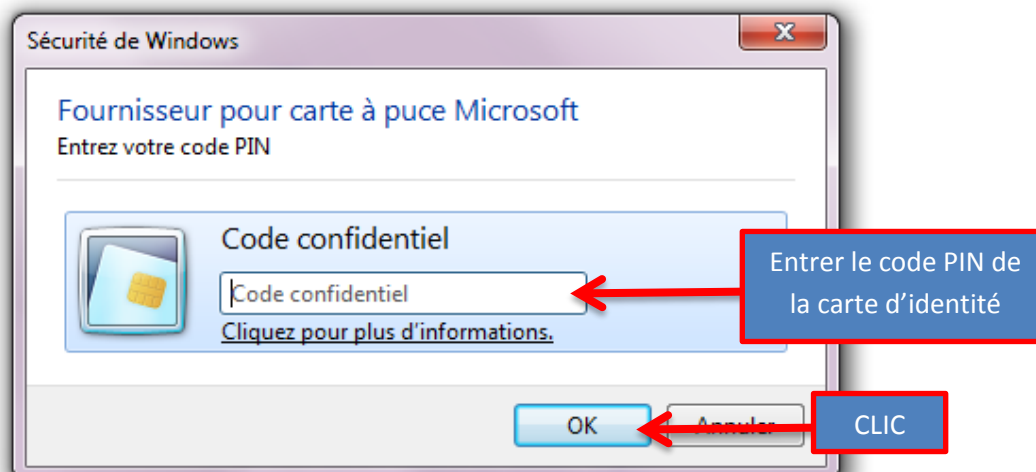 Sécurité de Windows
Fournisseur pour carte à puce Microsoft
Entrez votre code PIN
Code confidentiel
Code confidentiel
Cliquez pour plus d'informations.
Entrer le code PIN de
la carte d’identité
OK
Annuler
CLIC